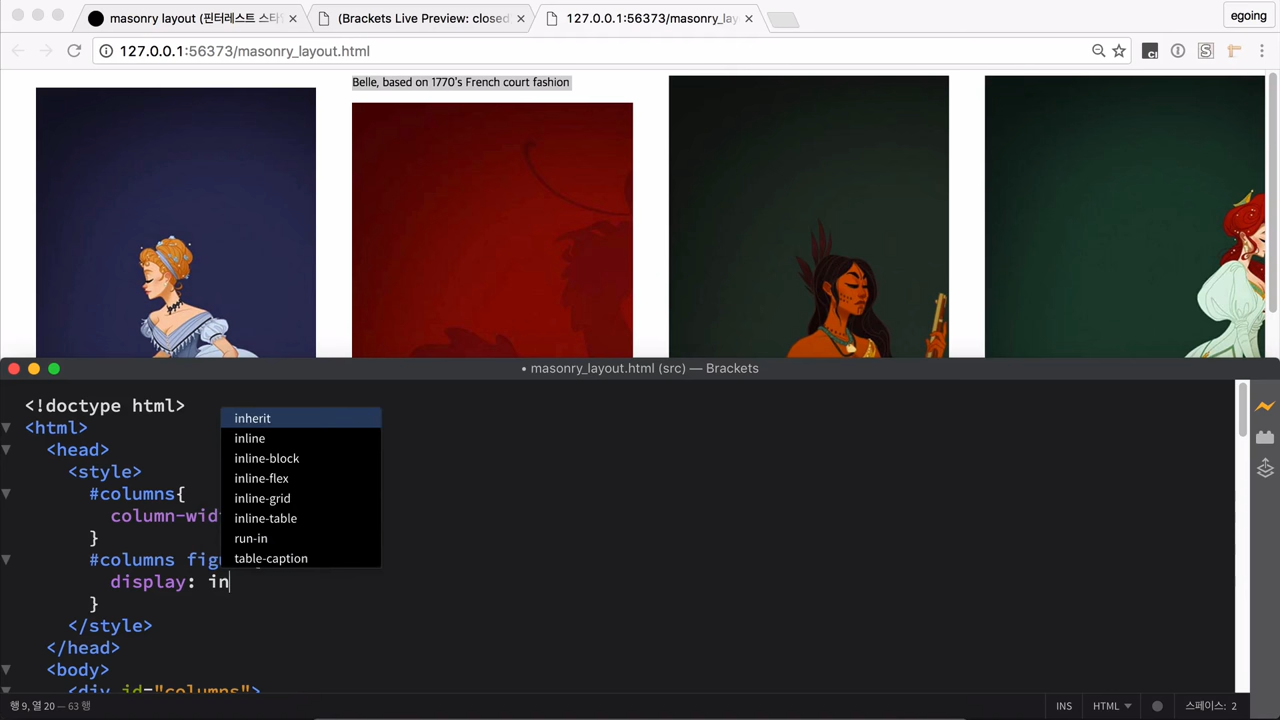 masonry layout (핀터레스트 스타일
(Brackets Live Preview: closed
127.0.0.1:56373/masonry_lay
egoing
127.0.0.1:56373/masonry_layout.html
Belle, based on 1770's French court fashion
• masonry_layout.html (src) — Brackets
<!doctype html>
<html>
<head>
<style>
#columns{
column-wid
}
#columns fig
display: in
}
</style>
</head>
<body>
<div id="columns">
inherit
inline
inline-block
inline-flex
inline-grid
inline-table
run-in
table-caption
행 9, 열 20 — 63 행
INS
HTML
스페이스: 2